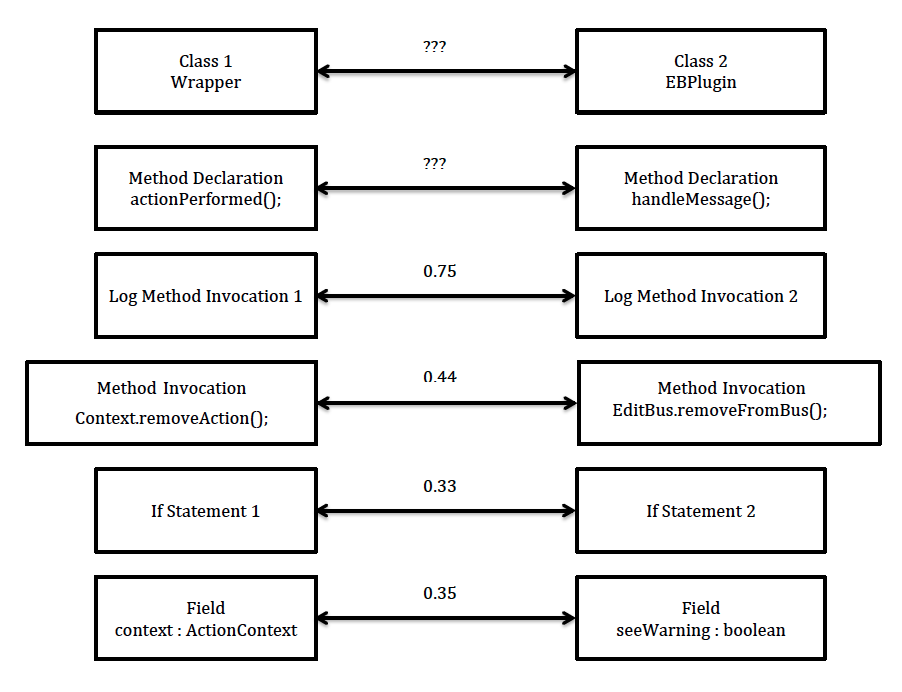 ???
Class 1
Wrapper
Class 2
EBPlugin
???
Method Declaration
actionPerformed();
Method Declaration
handleMessage();
0.75
Log Method Invocation 1
Log Method Invocation 2
0.44
Method Invocation
Context.removeAction();
Method Invocation
EditBus.removeFromBus();
0.33
If Statement 1
If Statement 2
0.35
Field
context : ActionContext
Field
seeWarning : boolean